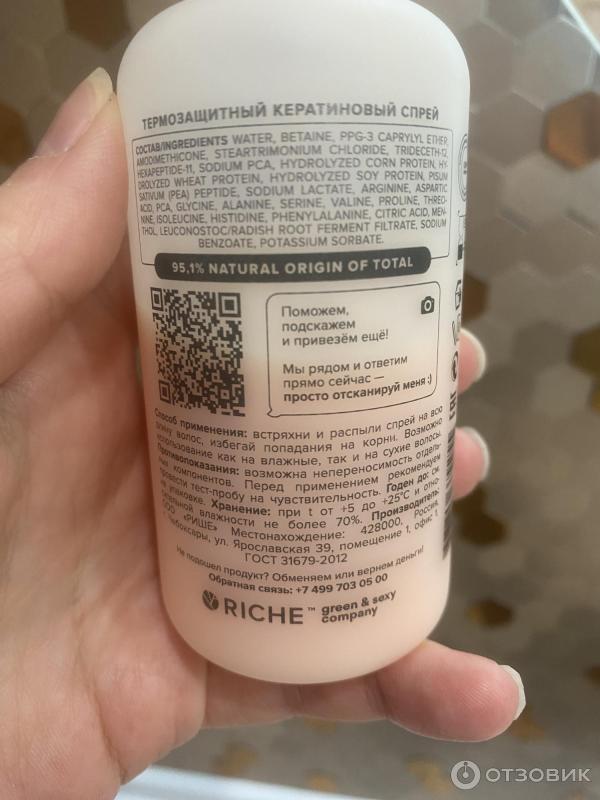 ТЕРМОЗАЩИТНЫЙ КЕРАТИНОВЫЙ СПРЕЙ
СОСТАВ/INGREDIENTS WATER, BETAINE, PPG-3 CAPRYLYL ETHER,
AMODIMETHICONE, STEARTRIMONIUM CHLORIDE, TRIDECETH-12,
HEXAPEPTIDE-11, SODIUM PCA, HYDROLYZED CORN PROTEIN, HY-
DROLYZED WHEAT PROTEIN, HYDROLYZED SOY PROTEIN, PISUM
SATIVUM (PEA) PEPTIDE, SODIUM LACTATE, ARGININE, ASPARTIC
ACID, PCA, GLYCINE, ALANINE, SERINE, VALINE, PROLINE, THREO-
NINE, ISOLEUCINE, HISTIDINE, PHENYLALANINE, CITRIC ACID, MEN-
THOL, LEUCONOSTOC/RADISH ROOT FERMENT FILTRATE, SODIUM
BENZOATE, POTASSIUM SORBATE.
95,1% NATURAL ORIGIN OF TOTAL
Поможем,
подскажем
и привезём ещё!
Мы рядом и ответим
прямо сейчас —
просто отсканируй меня :)
Способ применения: встряхни и распыли спрей на всю
длину волос, избегай попадания на корни. Возможно
использование как на влажные, так и на сухие волосы.
Противопоказания: возможна непереносимость отдель-
ных компонентов. Перед применением рекомендуем
провести тест-пробу на чувствительность. Годен до: см.
на упаковке. Хранение: при t от +5 до +25°C и отно-
сительной влажности не более 70%. Производитель:
ООО «РИШЕ» Местонахождение: 428000, Россия,
Чебоксары, ул. Ярославская 39, помещение 1, офис 1.
ГОСТ 31679-2012
Не подошел продукт? Обменяем или вернем деньги!
Обратная связь: +7 499 703 05 00
RICHE™ green & sexy
company
EAC
ОТЗОВИК